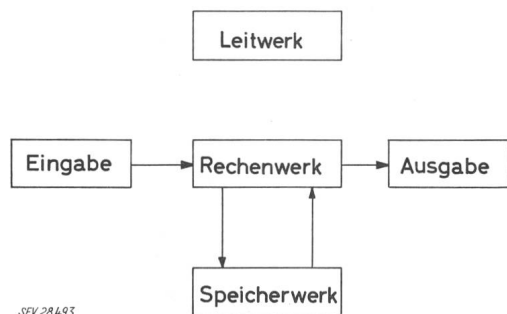 Leitwerk
Eingabe
Rechenwerk
Ausgabe
Speicherwerk
SEV 28493